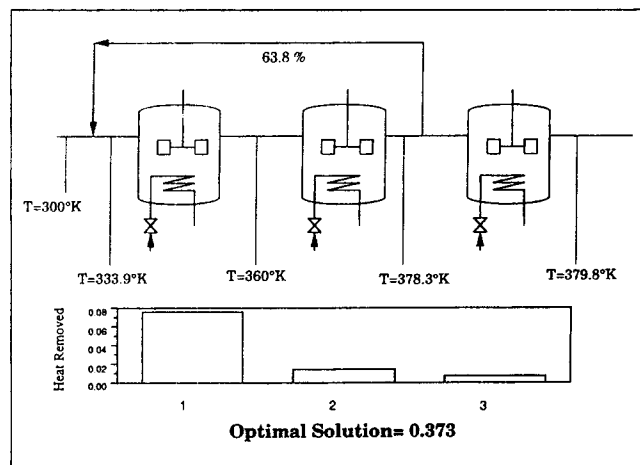 63.8 %
T=300°K
T=333.9°K
T=360°K
T=378.3°K
T=379.8°K
Heat Removed
0.08
0.06
0.04
0.02
0.00
1 2 3
Optimal Solution= 0.373